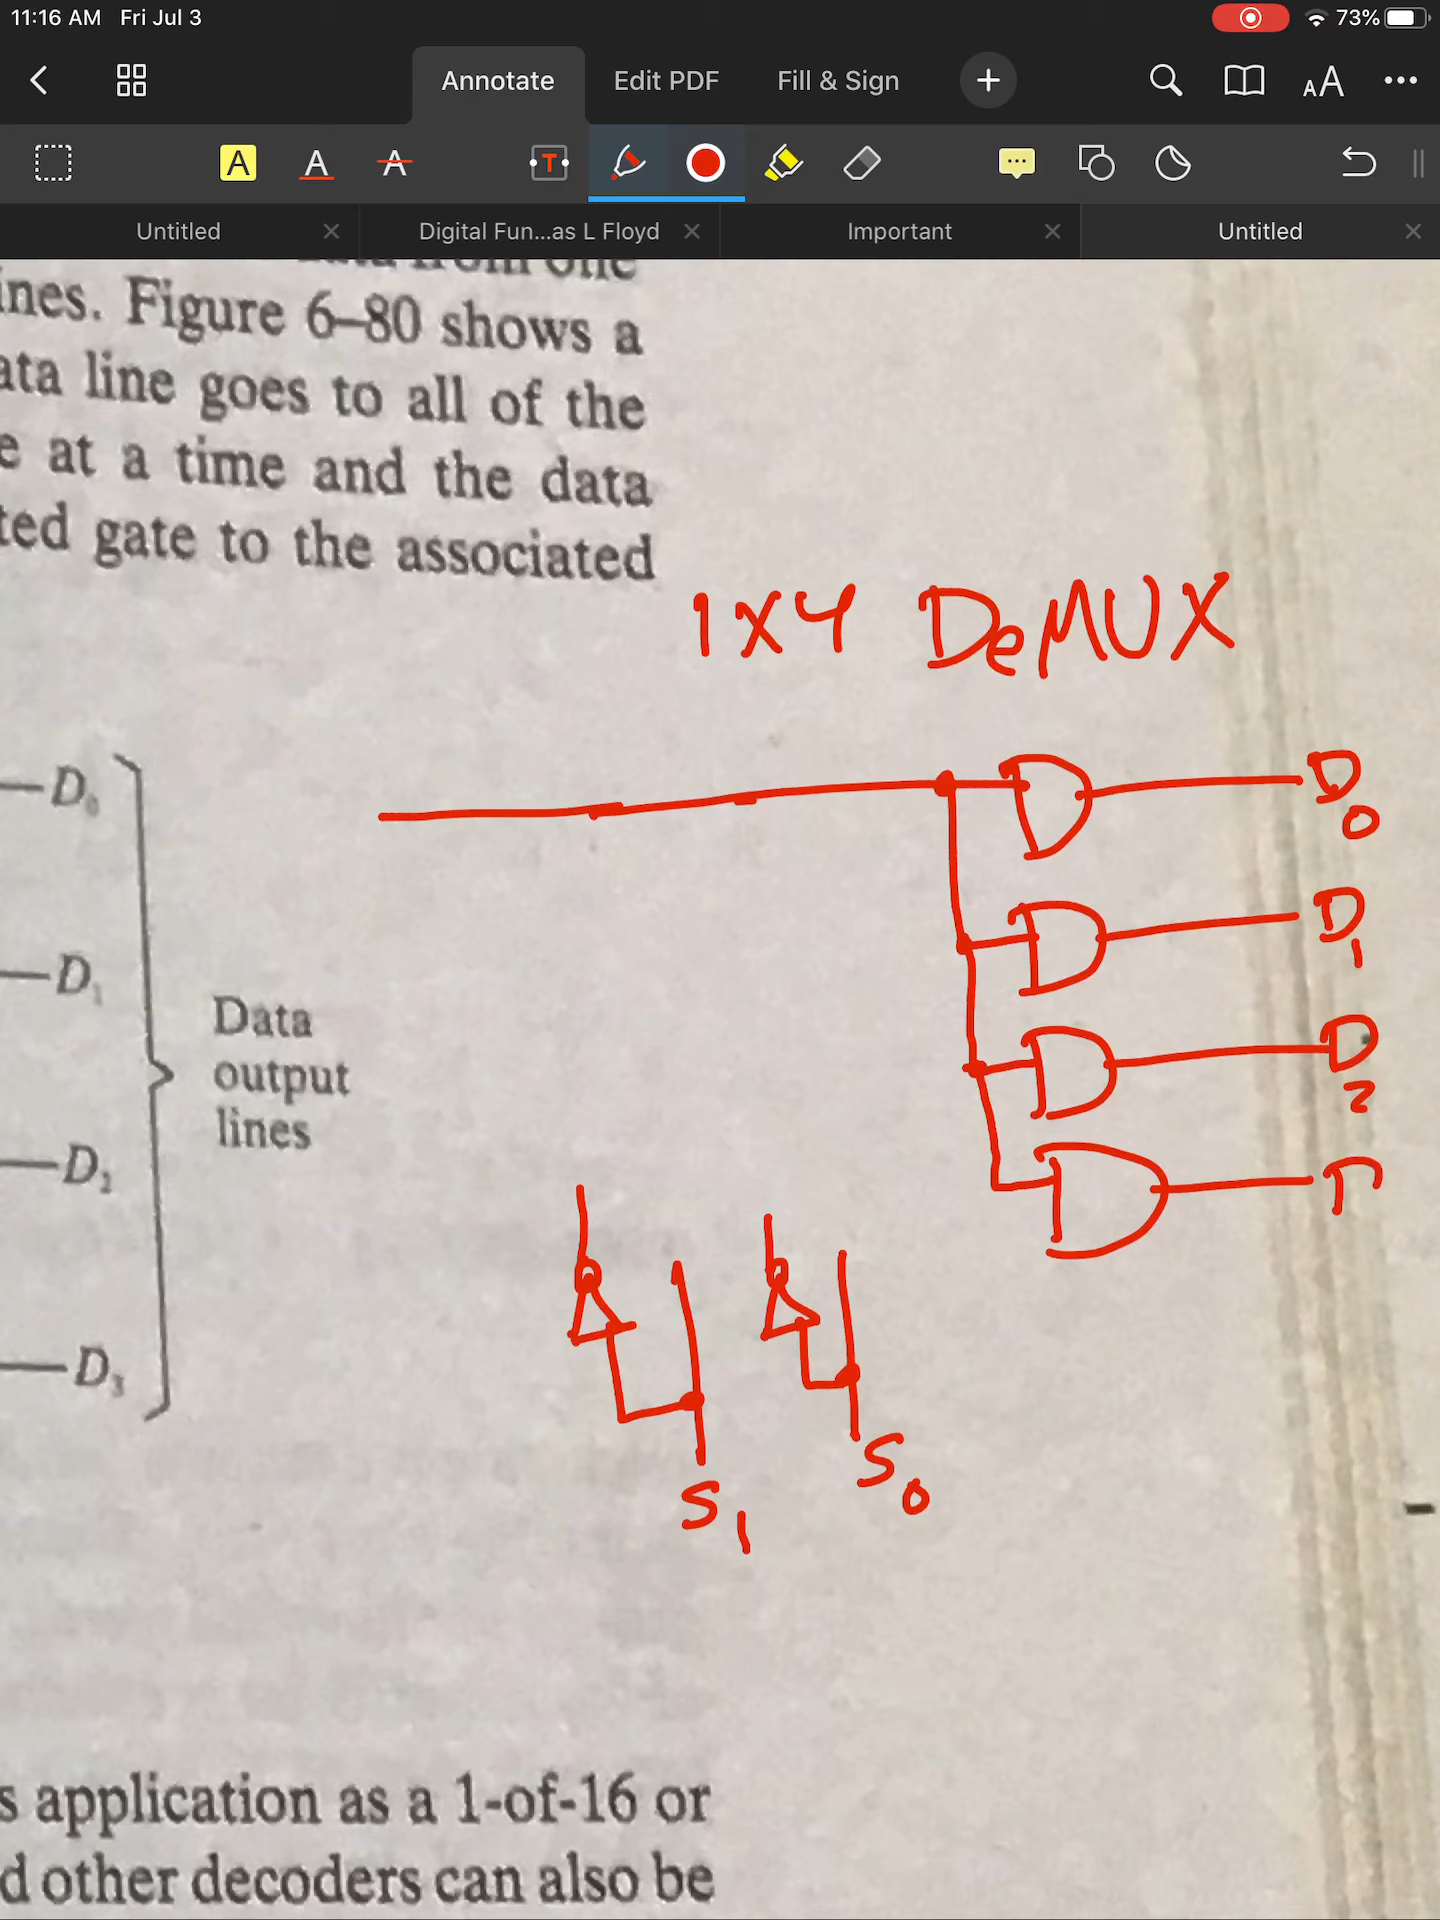 11:16 AM Fri Jul 3
73%
Annotate Edit PDF Fill & Sign
Untitled Digital Fun...as L Floyd Important Untitled
ines. Figure 6–80 shows a
ata line goes to all of the
e at a time and the data
ted gate to the associated
1X4 DeMUX
D0
D0
D1
D1
Data
output
lines
D2
D2
D3
S1
S0
s application as a 1-of-16 or
d other decoders can also be